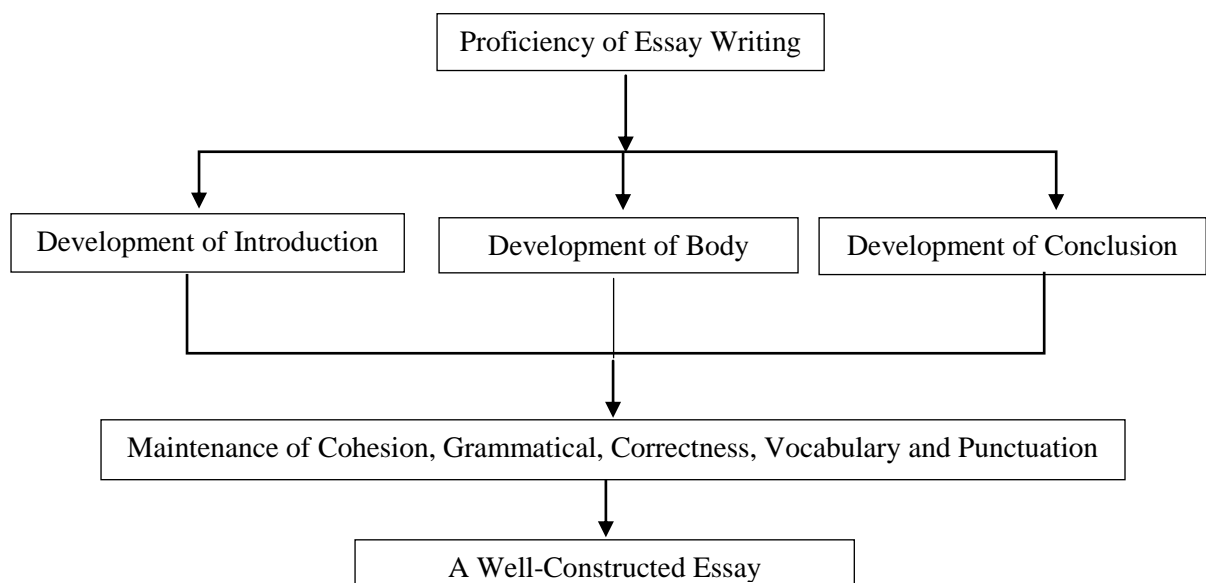 Proficiency of Essay Writing
Development of Introduction
Development of Body
Development of Conclusion
Maintenance of Cohesion, Grammatical, Correctness, Vocabulary and Punctuation
A Well-Constructed Essay